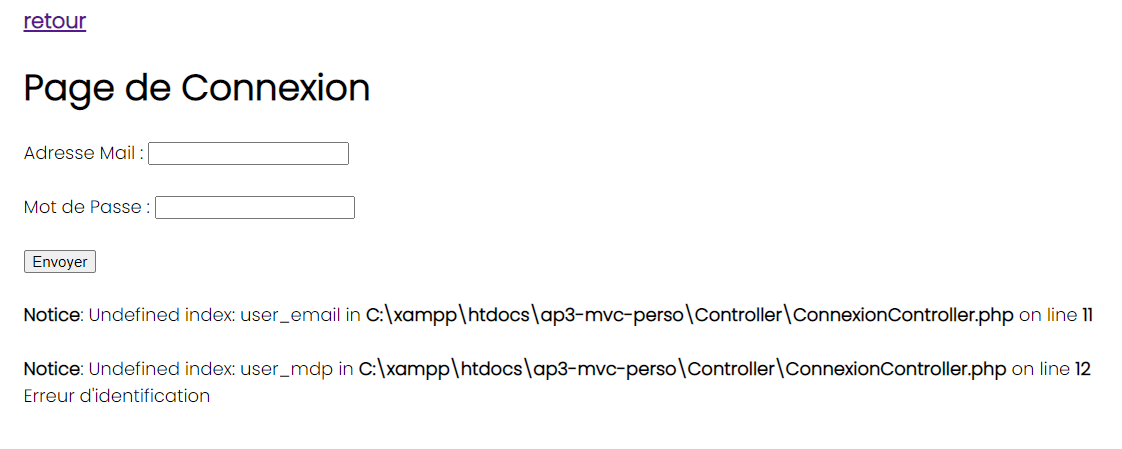 retour
Page de Connexion
Adresse Mail :
Mot de Passe :
Envoyer
Notice: Undefined index: user_email in C:\xampp\htdocs\ap3-mvc-perso\Controller\ConnexionController.php on line 11
Notice: Undefined index: user_mdp in C:\xampp\htdocs\ap3-mvc-perso\Controller\ConnexionController.php on line 12
Erreur d'identification